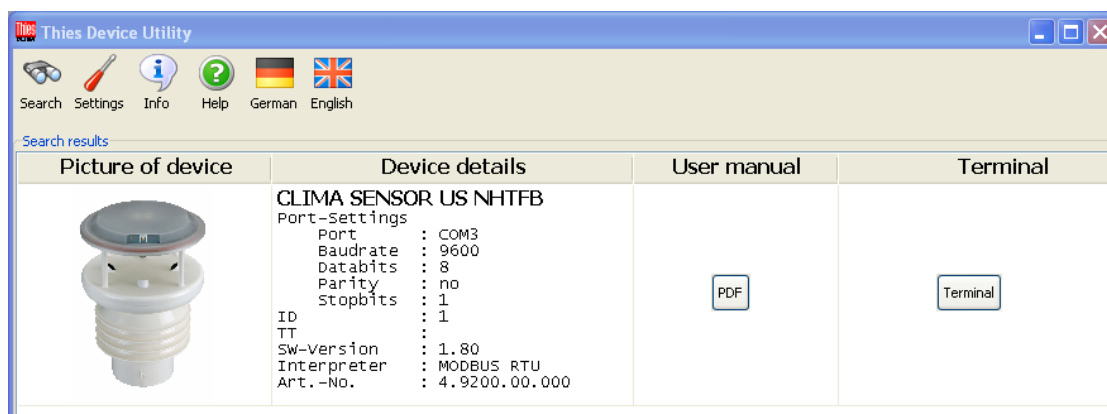 Thies
Thies Device Utility
Search Settings Info Help German English
Search results
Picture of device Device details User manual Terminal
CLIMA SENSOR US NHTFB
Port-Settings
Port : COM3
Baudrate : 9600
Databits : 8
Parity : no
Stopbits : 1
ID : 1
TT :
SW-Version : 1.80
Interpreter : MODBUS RTU
Art.-No. : 4.9200.00.000
PDF
Terminal